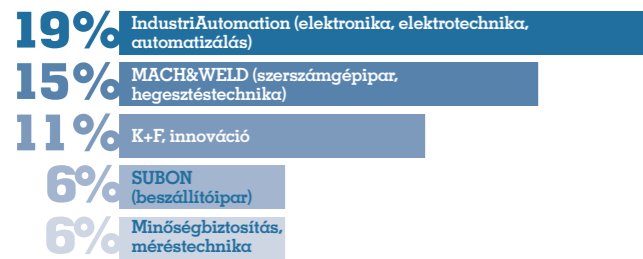 19% IndustriAutomation (elektronika, elektrotechnika,
automatizálás)
15% MACH&WELD (szerszámgépipar,
hegesztéstechnika)
11% K+F, innováció
6% SUBON
(beszállítóipar)
6% Minőségbiztosítás,
méréstechnika